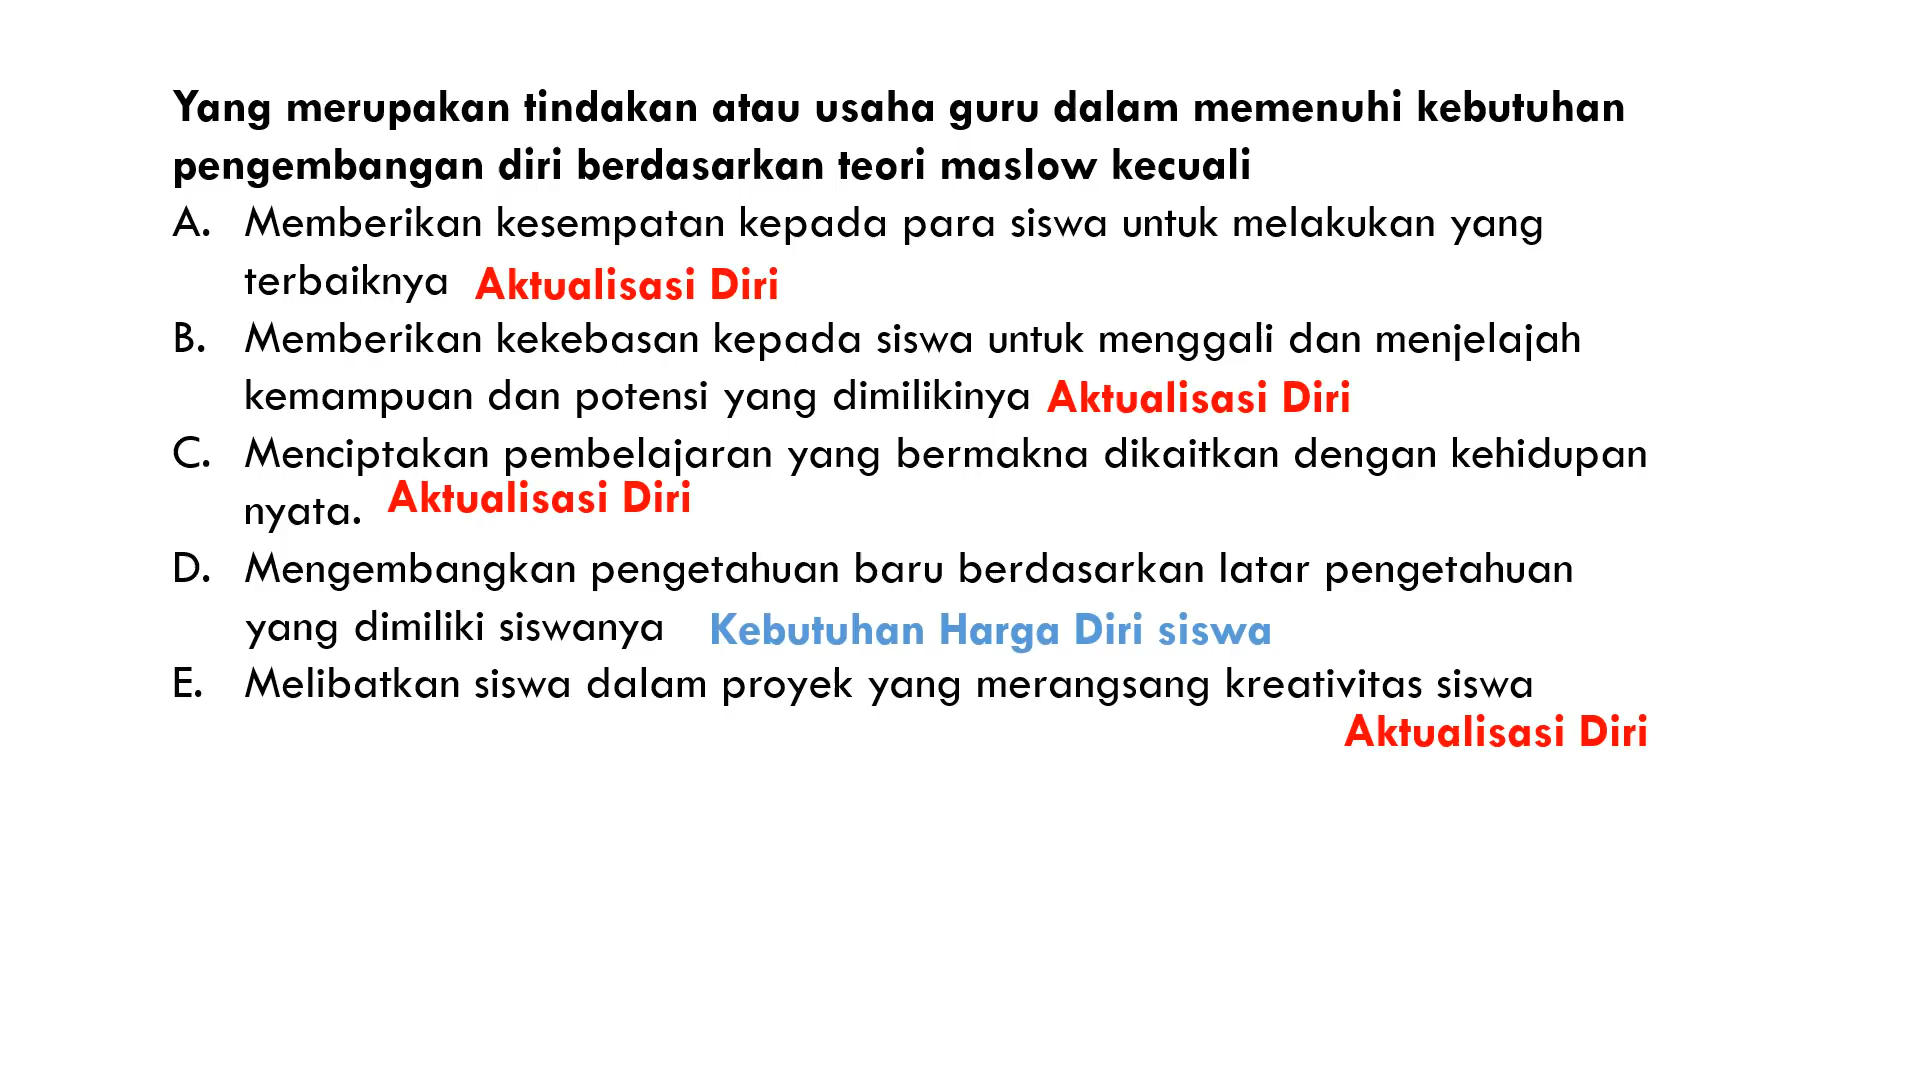 Yang merupakan tindakan atau usaha guru dalam memenuhi kebutuhan
pengembangan diri berdasarkan teori maslow kecuali
A. Memberikan kesempatan kepada para siswa untuk melakukan yang
terbaiknya Aktualisasi Diri
B. Memberikan kekebasan kepada siswa untuk menggali dan menjelajah
kemampuan dan potensi yang dimilikinya Aktualisasi Diri
C. Menciptakan pembelajaran yang bermakna dikaitkan dengan kehidupan
nyata. Aktualisasi Diri
D. Mengembangkan pengetahuan baru berdasarkan latar pengetahuan
yang dimiliki siswanya Kebutuhan Harga Diri siswa
E. Melibatkan siswa dalam proyek yang merangsang kreativitas siswa
Aktualisasi Diri